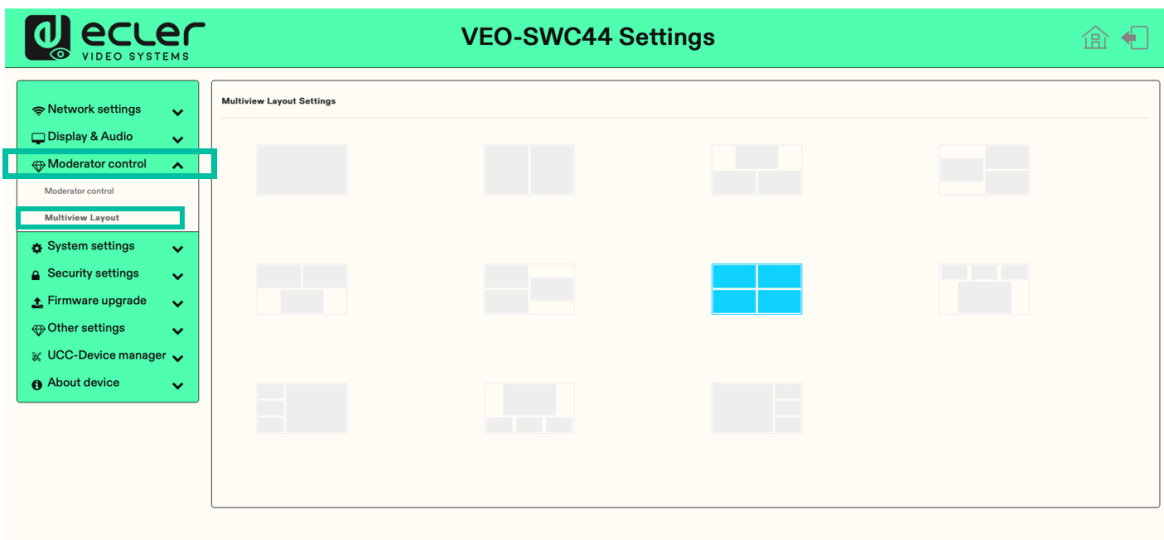 ecler
VIDEO SYSTEMS
VEO-SWC44 Settings
Network settings
Display & Audio
Moderator control
Moderator control
Multiview Layout
System settings
Security settings
Firmware upgrade
Other settings
UCC-Device manager
About device
Multiview Layout Settings